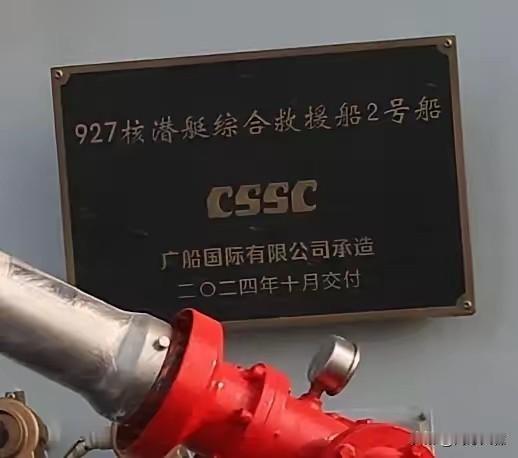 927核潜艇综合救援船2号船
CSSC
广船国际有限公司承造
二〇二四年十月交付